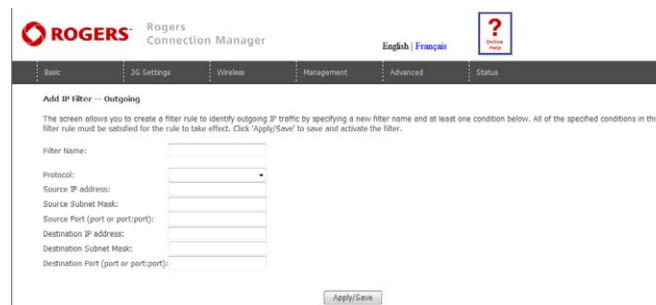 ROGERS™ Rogers
Connection Manager
English | Français
?
Online
Help
Basic 3G Settings Wireless Management Advanced Status
Add IP Filter -- Outgoing
The screen allows you to create a filter rule to identify outgoing IP traffic by specifying a new filter name and at least one condition below. All of the specified conditions in this
filter rule must be satisfied for the rule to take effect. Click 'Apply/Save' to save and activate the filter.
Filter Name:
Protocol:
Source IP address:
Source Subnet Mask:
Source Port (port or port:port):
Destination IP address:
Destination Subnet Mask:
Destination Port (port or port:port):
Apply/Save